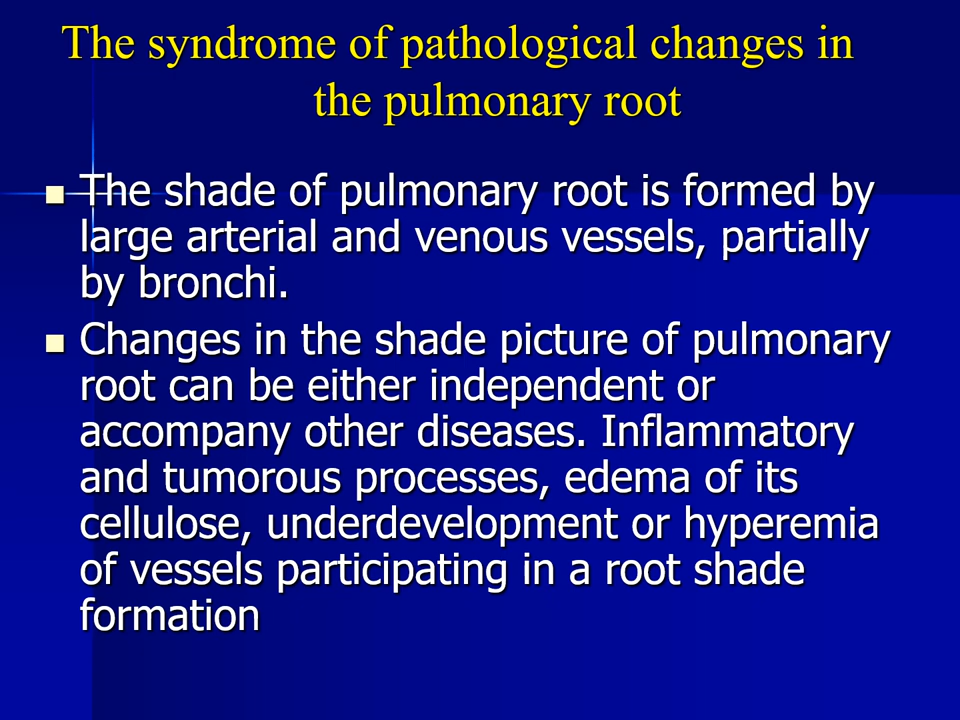 The syndrome of pathological changes in
the pulmonary root
The shade of pulmonary root is formed by
large arterial and venous vessels, partially
by bronchi.
Changes in the shade picture of pulmonary
root can be either independent or
accompany other diseases. Inflammatory
and tumorous processes, edema of its
cellulose, underdevelopment or hyperemia
of vessels participating in a root shade
formation